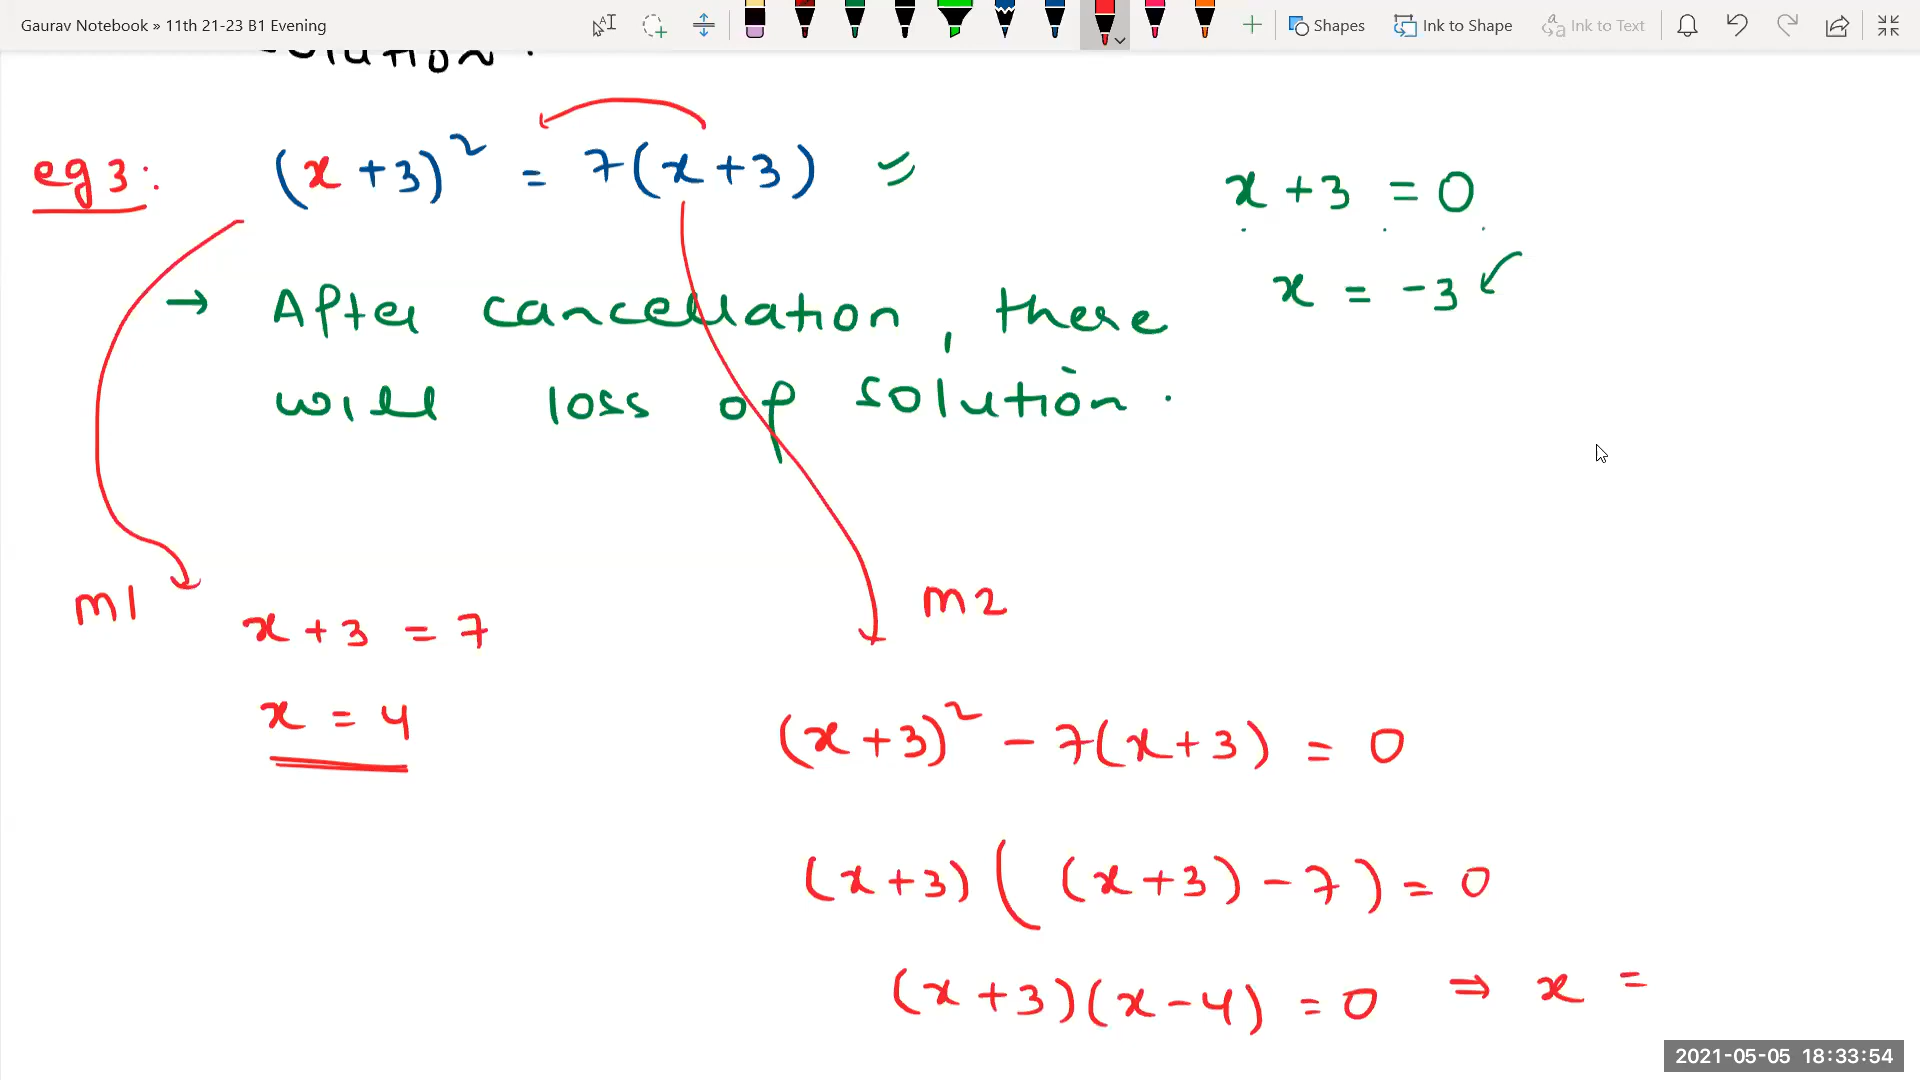 Gaurav Notebook » 11th 21-23 B1 Evening
Shapes
Ink to Shape
Ink to Text
eg 3: (x+3)² = 7(x+3)
x+3 = 0
x = -3
→ After cancellation, there
will loss of solution.
m1
x+3 = 7
x = 4
m2
(x+3)² - 7(x+3) = 0
(x+3)( (x+3) - 7) = 0
(x+3)(x-4) = 0 ⇒ x =
2021-05-05 18:33:54